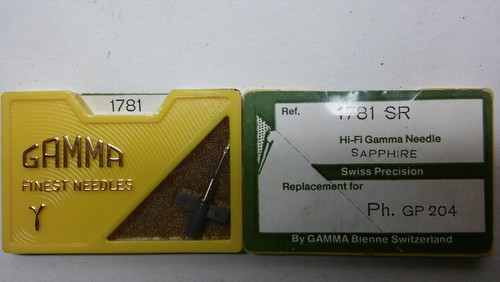 1781
GAMMA
FINEST NEEDLES
γ
Ref. 1781 SR
Hi-Fi Gamma Needle
SAPPHIRE
Swiss Precision
Replacement for
Ph. GP 204
By GAMMA Bienne Switzerland